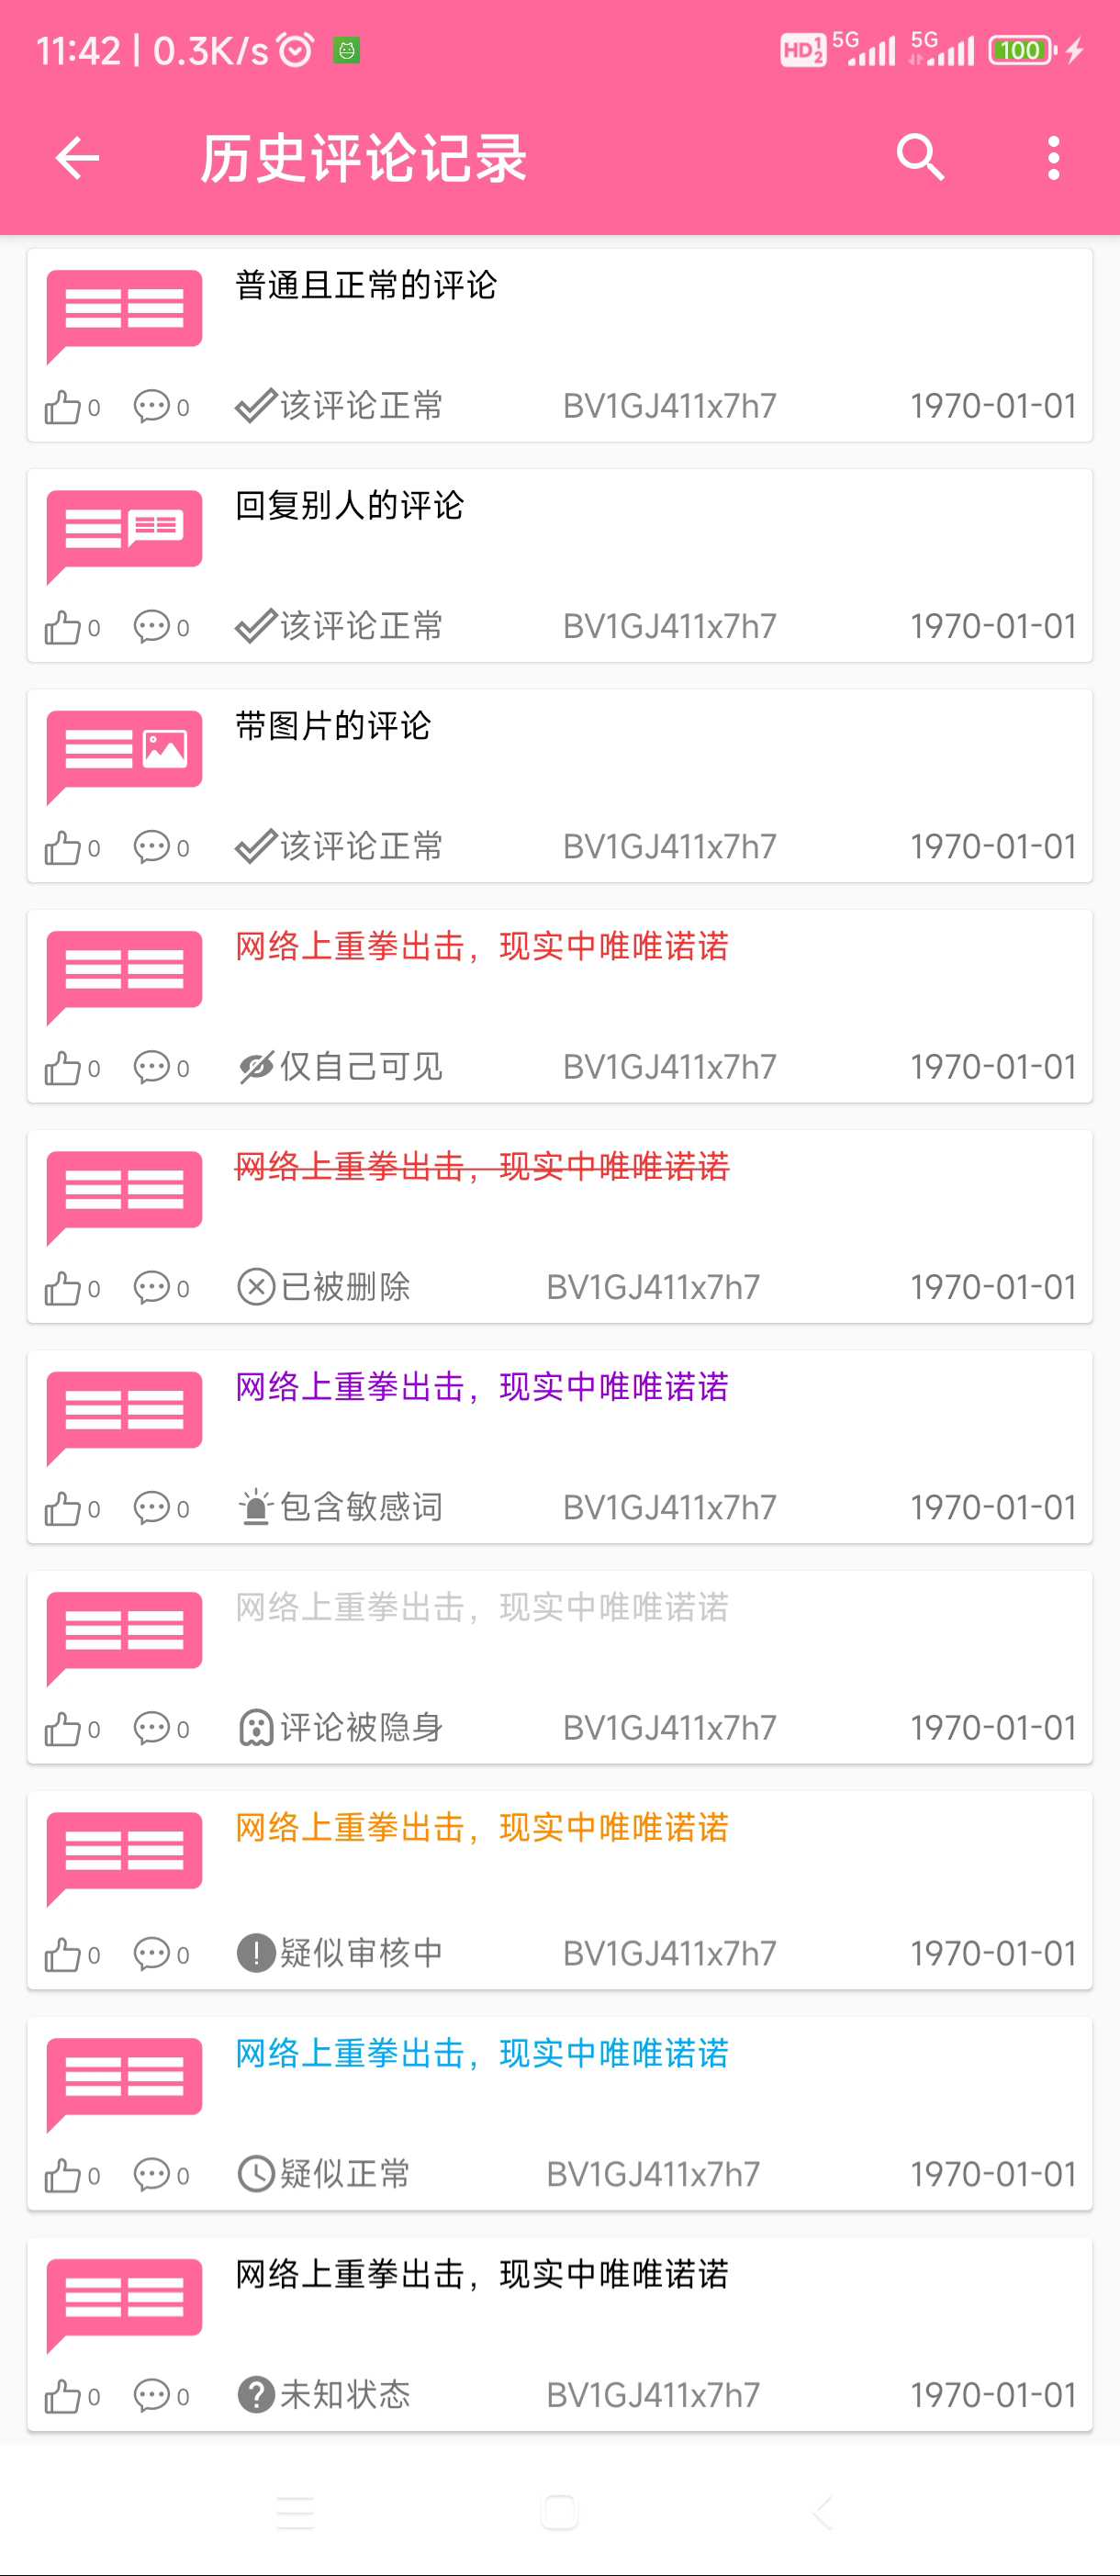 11:42 | 0.3K/s HD 1 2 5G 5G 100
历史评论记录
普通且正常的评论
0 0 该评论正常 BV1GJ411x7h7 1970-01-01
回复别人的评论
0 0 该评论正常 BV1GJ411x7h7 1970-01-01
带图片的评论
0 0 该评论正常 BV1GJ411x7h7 1970-01-01
网络上重拳出击，现实中唯唯诺诺
0 0 仅自己可见 BV1GJ411x7h7 1970-01-01
网络上重拳出击，现实中唯唯诺诺
0 0 已被删除 BV1GJ411x7h7 1970-01-01
网络上重拳出击，现实中唯唯诺诺
0 0 包含敏感词 BV1GJ411x7h7 1970-01-01
网络上重拳出击，现实中唯唯诺诺
0 0 评论被隐身 BV1GJ411x7h7 1970-01-01
网络上重拳出击，现实中唯唯诺诺
0 0 疑似审核中 BV1GJ411x7h7 1970-01-01
网络上重拳出击，现实中唯唯诺诺
0 0 疑似正常 BV1GJ411x7h7 1970-01-01
网络上重拳出击，现实中唯唯诺诺
0 0 未知状态 BV1GJ411x7h7 1970-01-01